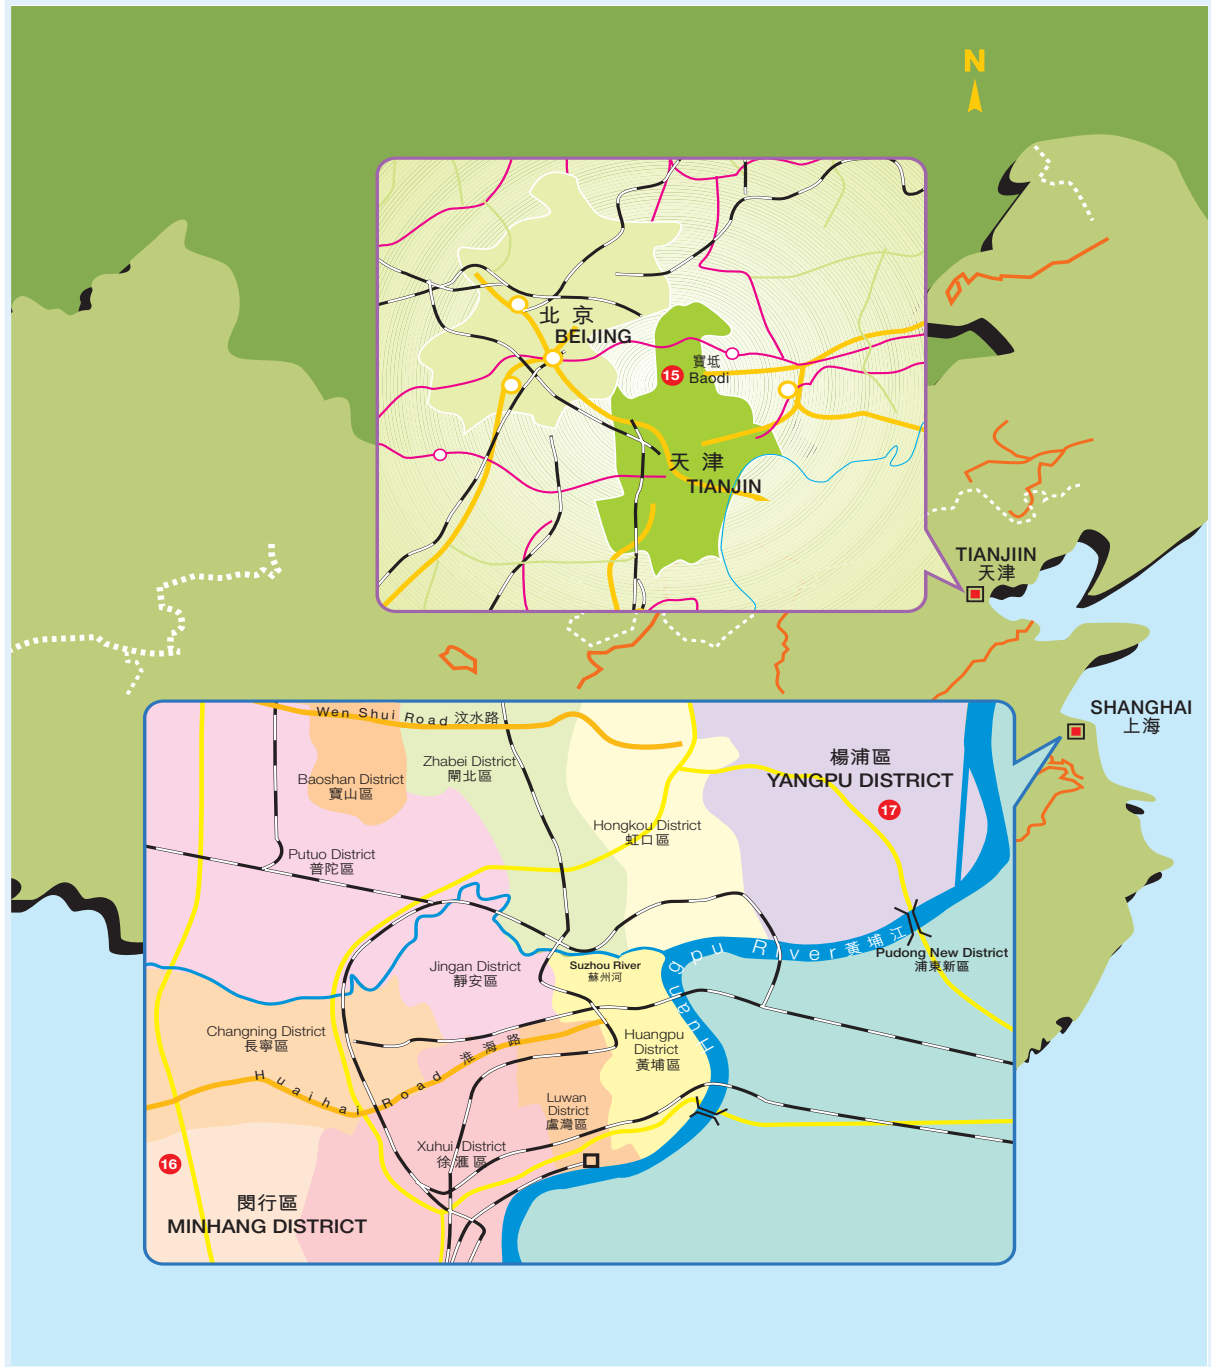 N
北 京
BEIJING
寶坻
15 Baodi
天 津
TIANJIN
TIANJIIN
天津
SHANGHAI
上海
Wen Shui Road 汶水路
Zhabei District
閘北區
Baoshan District
寶山區
楊浦區
YANGPU DISTRICT
17
Hongkou District
虹口區
Putuo District
普陀區
Huangpu River 黃埔江
Pudong New District
浦東新區
Jingan District
靜安區
Suzhou River
蘇州河
Changning District
長寧區
Huangpu
District
黃埔區
Huaihai Road 淮海路
Luwan
District
盧灣區
Xuhui District
徐滙區
16
閔行區
MINHANG DISTRICT